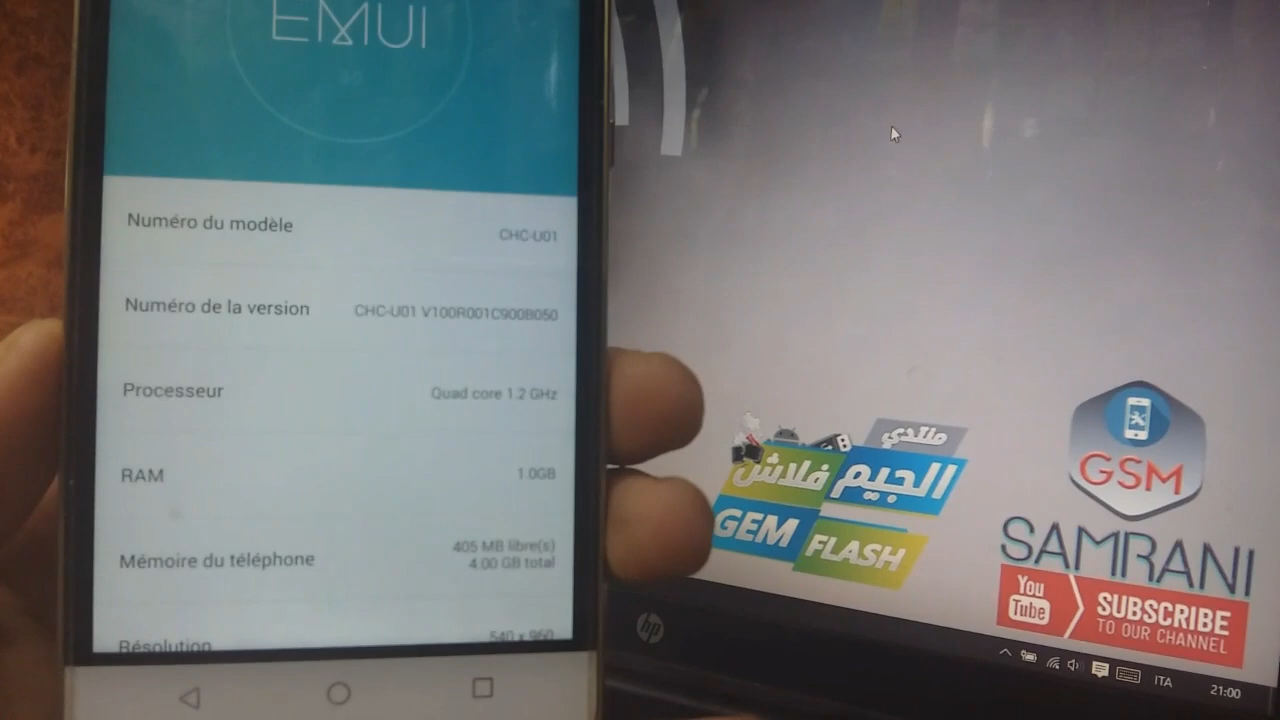 EMUI
3.0
Numéro du modèle
CHC-U01
Numéro de la version
CHC-U01 V100R001C900B050
Processeur
Quad core 1.2 GHz
RAM
1.0GB
Mémoire du téléphone
405 MB libre(s)
4.00 GB total
Résolution
540 x 960
منتدي
الجيم فلاش
GEM FLASH
GSM
SAMRANI
You Tube
SUBSCRIBE
TO OUR CHANNEL
hp
ITA
21:00